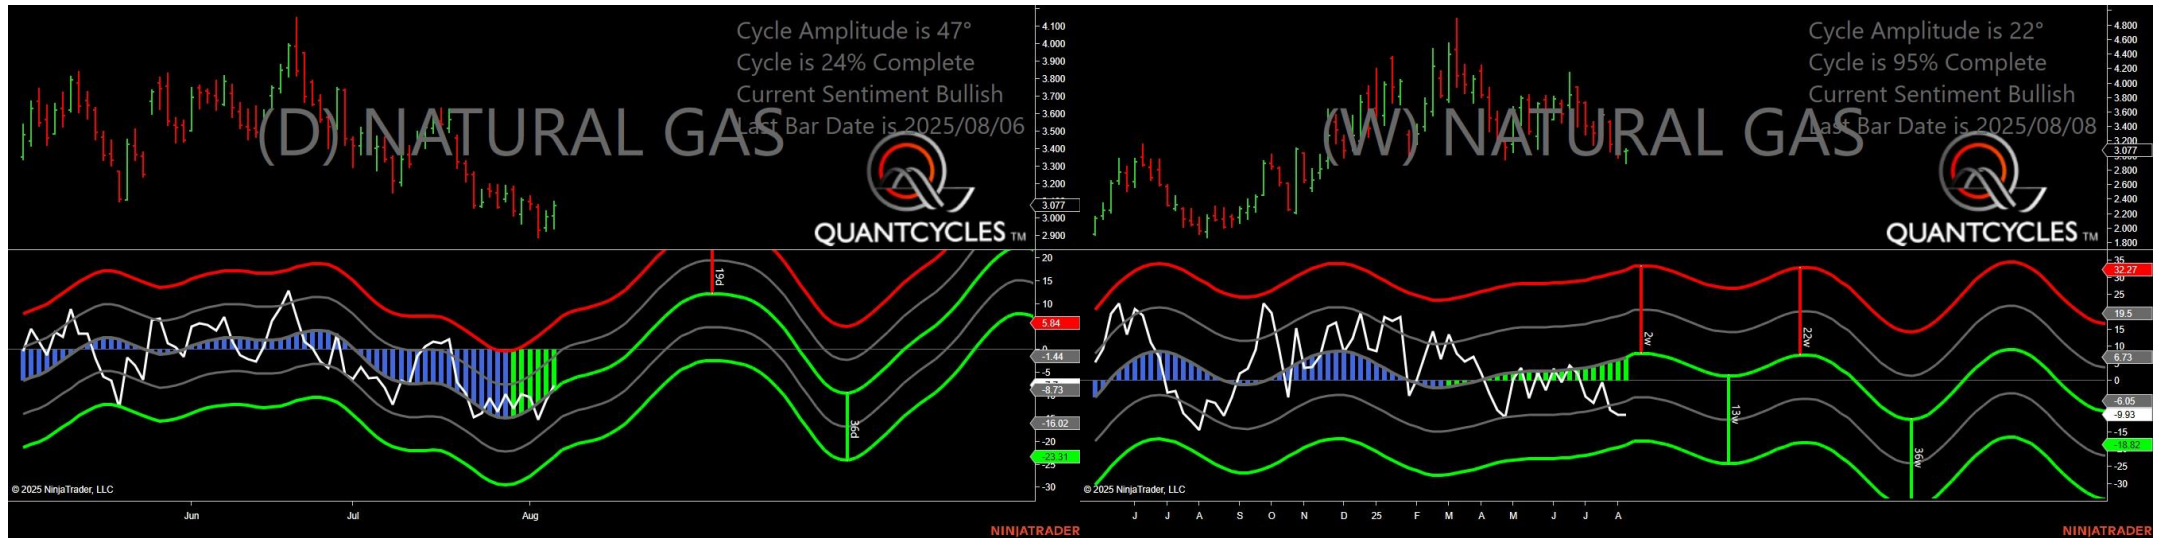 Cycle Amplitude is 47°
Cycle is 24% Complete
Current Sentiment Bullish
Last Bar Date is 2025/08/06
(D) NATURAL GAS
QUANTCYCLES TM
4.100
4.000
3.900
3.800
3.700
3.600
3.500
3.400
3.300
3.200
3.077
3.000
2.900
20
15
10
5.84
0
-1.44
-5
-8.73
-16.02
-20
-23.31
-25
-30
19d
36d
© 2025 NinjaTrader, LLC
Jun
Jul
Aug
NINJATRADER
Cycle Amplitude is 22°
Cycle is 95% Complete
Current Sentiment Bullish
Last Bar Date is 2025/08/08
(W) NATURAL GAS
QUANTCYCLES TM
4.800
4.600
4.400
4.200
4.000
3.800
3.600
3.400
3.200
3.077
2.800
2.600
2.400
2.200
2.000
1.800
35
32.27
30
25
19.5
15
10
6.73
5
0
-6.05
-9.93
-15
-18.82
-25
-30
2w
22w
13w
36w
© 2025 NinjaTrader, LLC
J
J
A
S
O
N
D
25
F
M
A
M
J
J
A
NINJATRADER